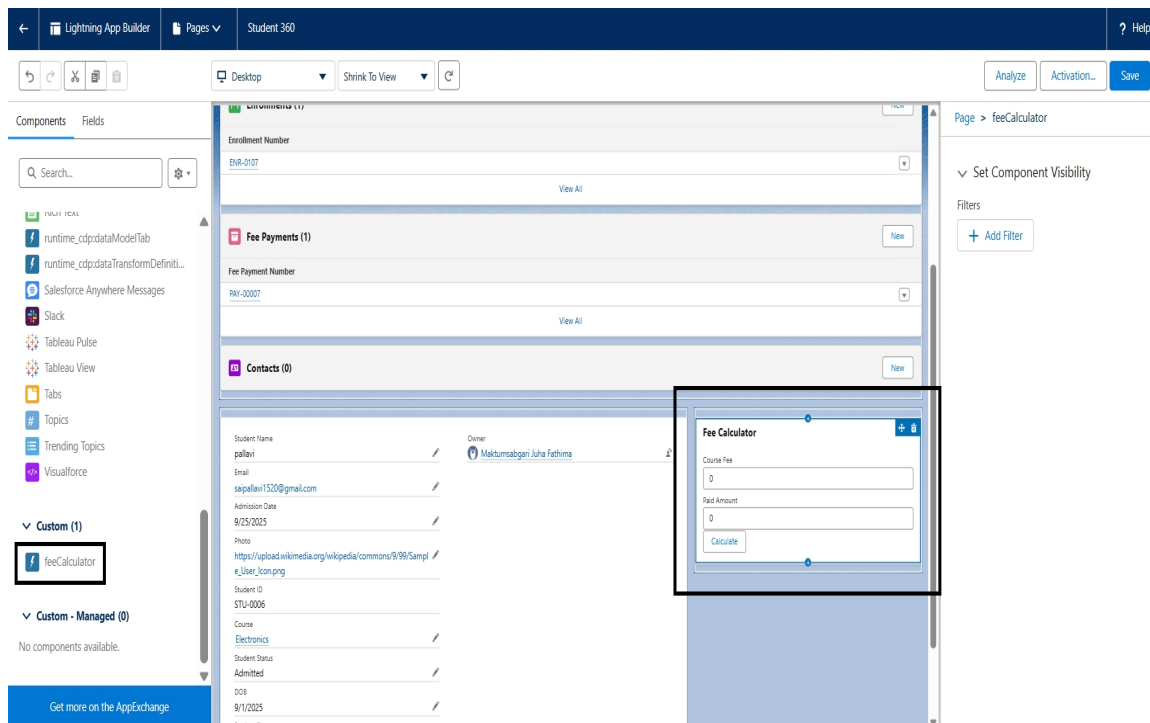 Lightning App Builder
Pages
Student 360
? Help
Desktop
Shrink To View
Analyze
Activation...
Save
Components
Fields
Search...
Rich Text
runtime_cdp:dataModelTab
runtime_cdp:dataTransformDefiniti...
Salesforce Anywhere Messages
Slack
Tableau Pulse
Tableau View
Tabs
Topics
Trending Topics
Visualforce
Custom (1)
feeCalculator
Custom - Managed (0)
No components available.
Get more on the AppExchange
Enrollments (1)
New
Enrollment Number
ENR-0107
View All
Fee Payments (1)
New
Fee Payment Number
PAY-00007
View All
Contacts (0)
New
Student Name
pallavi
Email
saipallavi1520@gmail.com
Admission Date
9/25/2025
Photo
https://upload.wikimedia.org/wikipedia/commons/9/99/Sampl
e_User_Icon.png
Student ID
STU-0006
Course
Electronics
Student Status
Admitted
DOB
9/1/2025
Owner
Maktumsabgari Juha Fathima
Fee Calculator
Course Fee
0
Paid Amount
0
Calculate
Page > feeCalculator
Set Component Visibility
Filters
+ Add Filter